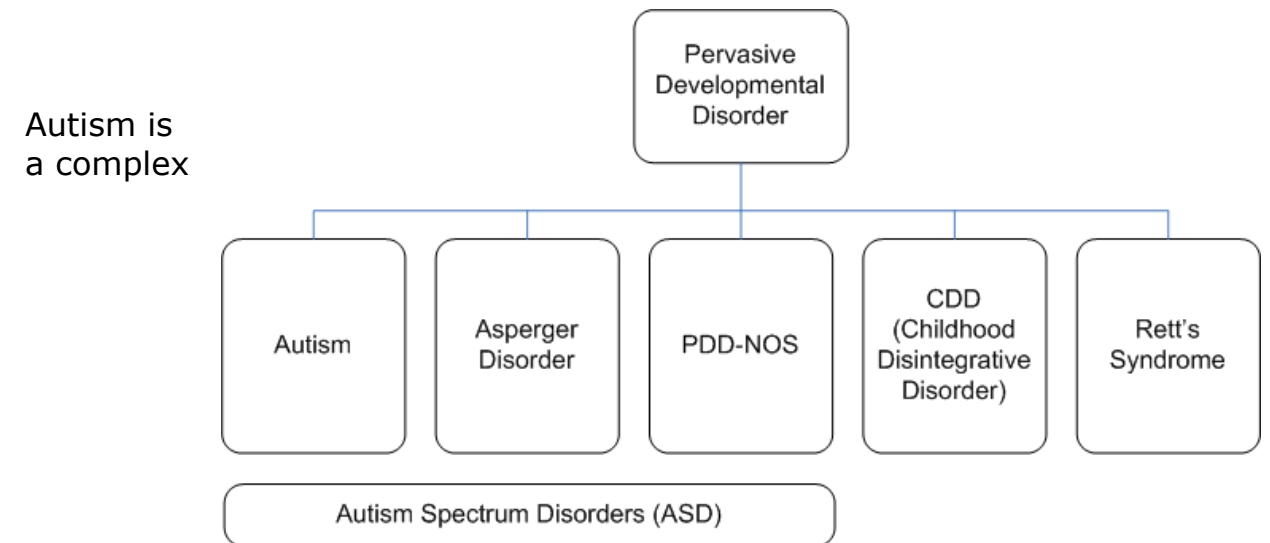 Pervasive
Developmental
Disorder
Autism is
a complex
Autism
Asperger
Disorder
PDD-NOS
CDD
(Childhood
Disintegrative
Disorder)
Rett's
Syndrome
Autism Spectrum Disorders (ASD)